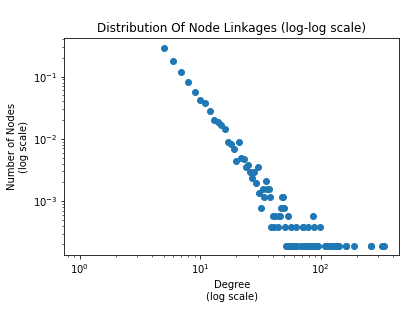 Distribution Of Node Linkages (log-log scale)
Number of Nodes
(log scale)
10⁻¹
10⁻²
10⁻³
10⁰ 10¹ 10²
Degree
(log scale)